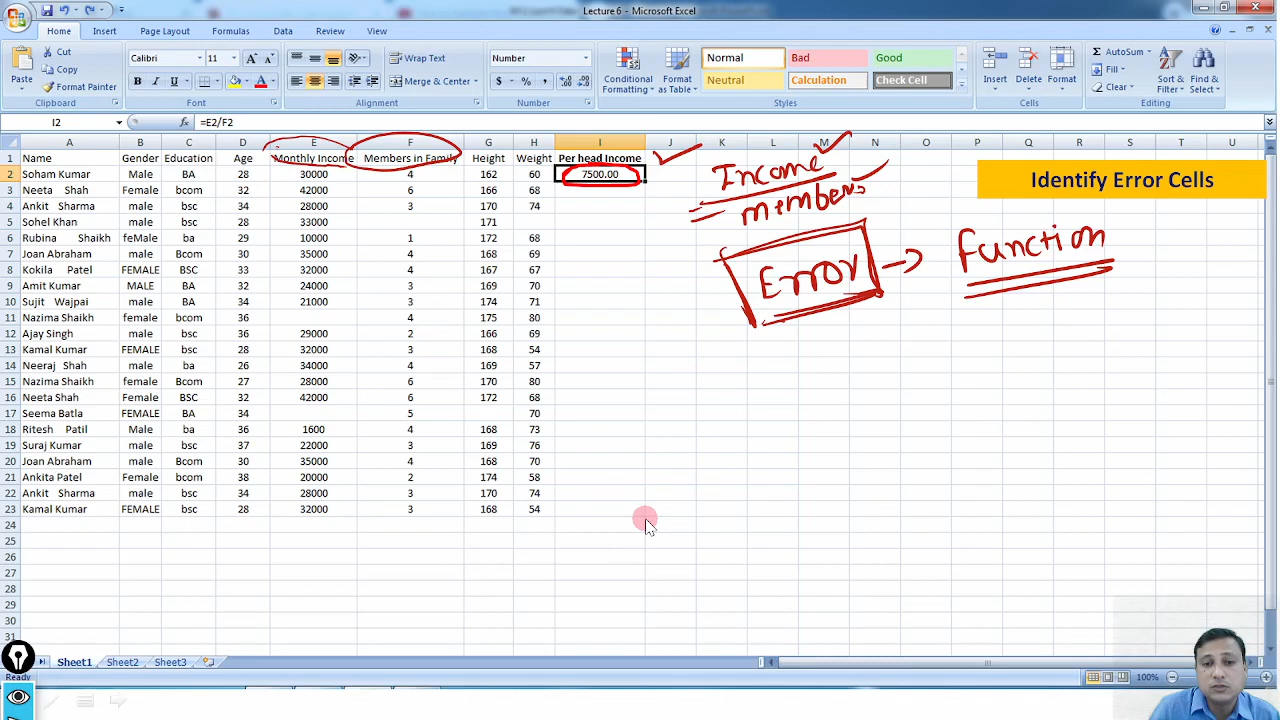 Lecture 6 - Microsoft Excel
Home Insert Page Layout Formulas Data Review View
Paste
Cut
Copy
Format Painter
Clipboard
Calibri 11
B I U
Font
Wrap Text
Merge & Center
Alignment
Number
$ % ,
Number
Conditional Formatting
Format as Table
Normal Bad Good
Neutral Calculation Check Cell
Styles
Insert Delete Format
Cells
AutoSum
Fill
Clear
Sort & Filter
Find & Select
Editing
I2 fx =E2/F2
A B C D E F G H I J K L M N O P Q R S T U
1 Name Gender Education Age Monthly Income Members in Family Height Weight Per head Income
2 Soham Kumar Male BA 28 30000 4 162 60 7500.00
3 Neeta Shah Female bcom 32 42000 6 166 68
4 Ankit Sharma male bsc 34 28000 3 170 74
5 Sohel Khan male bsc 28 33000 171
6 Rubina Shaikh feMale ba 29 10000 1 172 68
7 Joan Abraham male Bcom 30 35000 4 168 69
8 Kokila Patel FEMALE BSC 33 32000 4 167 67
9 Amit Kumar MALE BA 32 24000 3 169 70
10 Sujit Wajpai male BA 34 21000 3 174 71
11 Nazima Shaikh female bcom 36 4 175 80
12 Ajay Singh male bsc 36 29000 2 166 69
13 Kamal Kumar FEMALE bsc 28 32000 3 168 54
14 Neeraj Shah male ba 26 34000 4 169 57
15 Nazima Shaikh female Bcom 27 28000 6 170 80
16 Neeta Shah Female BSC 32 42000 6 172 68
17 Seema Batla FEMALE BA 34 5 70
18 Ritesh Patil Male ba 36 1600 4 168 73
19 Suraj Kumar male bsc 37 22000 3 169 76
20 Joan Abraham male Bcom 30 35000 4 168 70
21 Ankita Patel Female bcom 38 20000 2 174 58
22 Ankit Sharma male bsc 34 28000 3 170 74
23 Kamal Kumar FEMALE bsc 28 32000 3 168 54
24
25
26
27
28
29
30
31
Income
members
Error
function
Identify Error Cells
Sheet1 Sheet2 Sheet3
Ready
100%